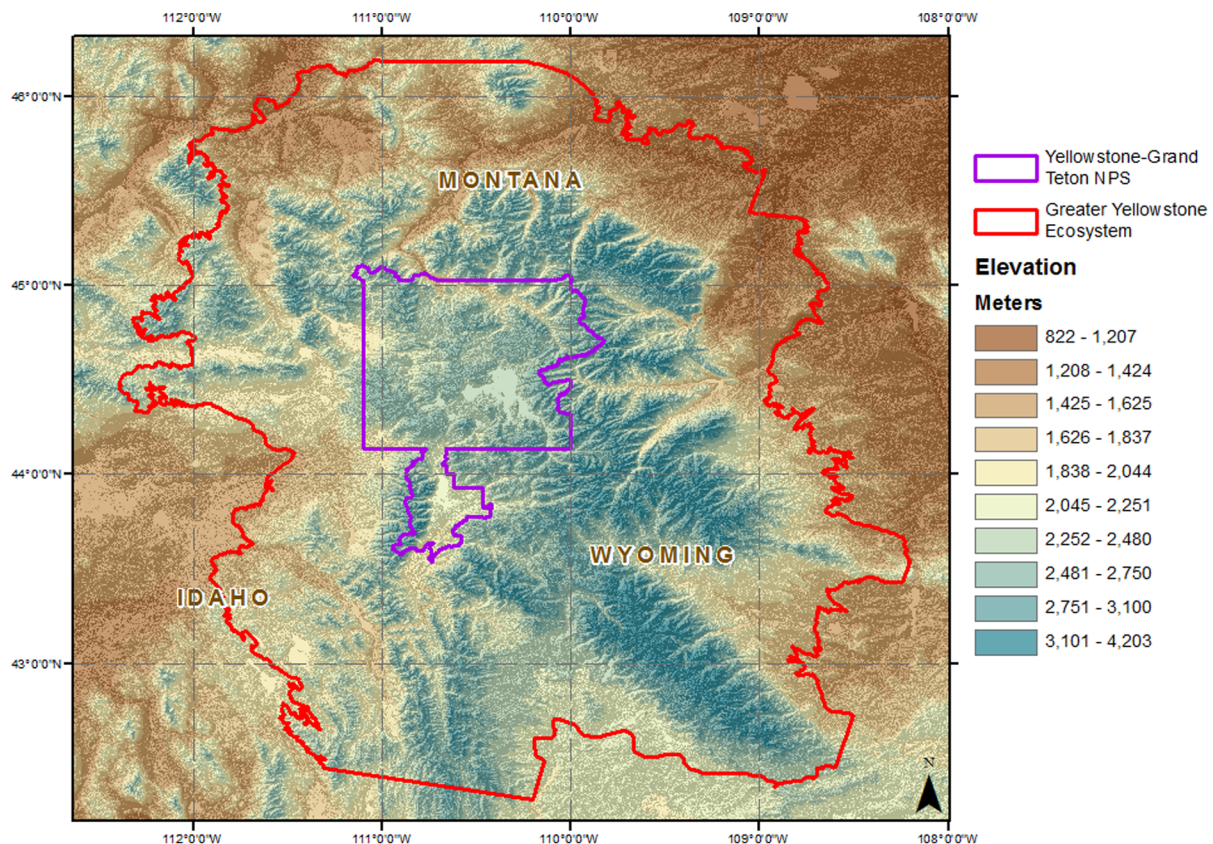 112°0'0"W 111°0'0"W 110°0'0"W 109°0'0"W 108°0'0"W
46°0'0"N
45°0'0"N
44°0'0"N
43°0'0"N
MONTANA
WYOMING
IDAHO
N
112°0'0"W 111°0'0"W 110°0'0"W 109°0'0"W 108°0'0"W
Yellowstone-Grand
Teton NPS
Greater Yellowstone
Ecosystem
Elevation
Meters
822 - 1,207
1,208 - 1,424
1,425 - 1,625
1,626 - 1,837
1,838 - 2,044
2,045 - 2,251
2,252 - 2,480
2,481 - 2,750
2,751 - 3,100
3,101 - 4,203